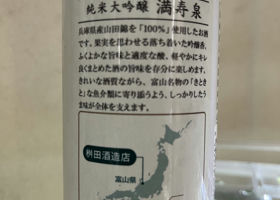 純米大吟醸 満寿泉
兵庫県産山田錦を「100%」使用したお酒
です。果実を思わせる落ち着いた吟醸香、
ふくよかな旨味と適度な酸、軽やかにキレ
良くまとめた酒の旨味を存分に楽しめます。
きれいな酒質ながら、富山名物の「きとき
と」な魚介類に寄り添うよう、しっかりしたう
ま味が全体を支えます。
桝田酒造店
富山県